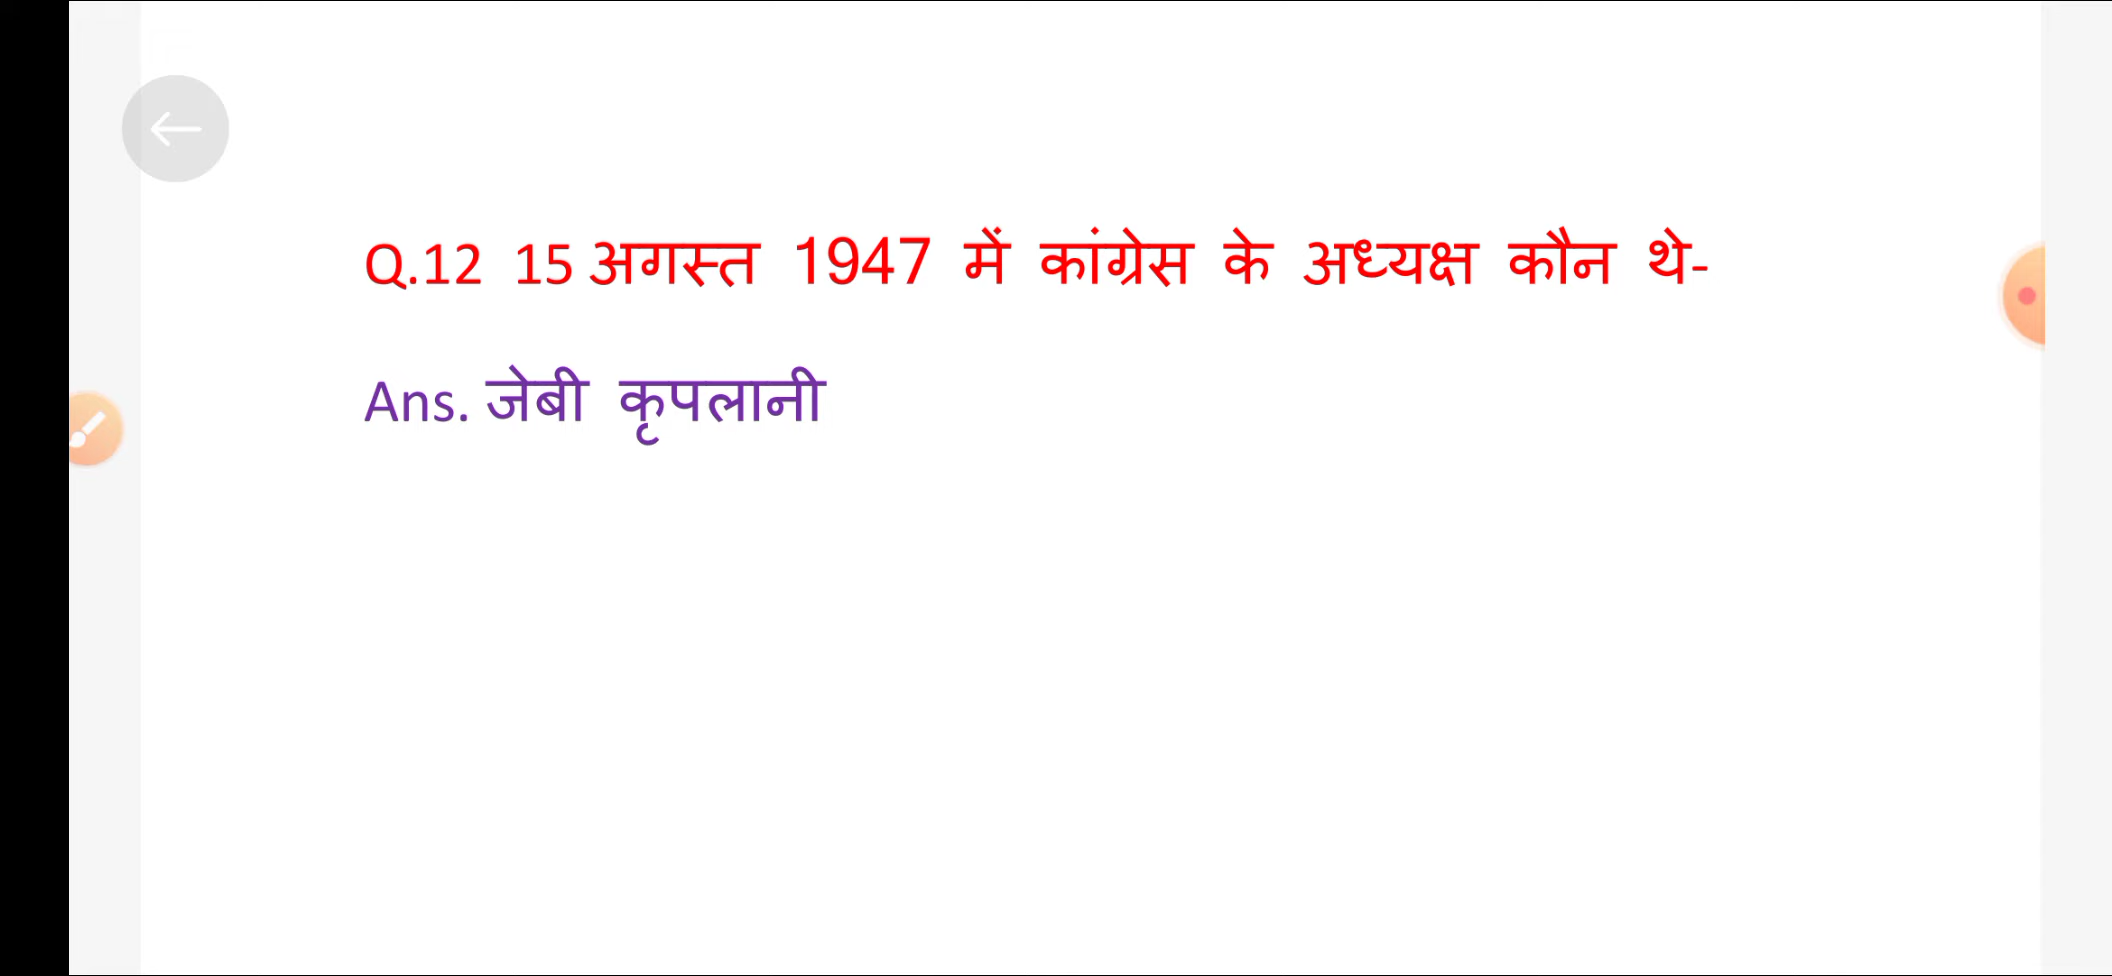 Q.12 15 अगस्त 1947 में कांग्रेस के अध्यक्ष कौन थे-
Ans. जेबी कृपलानी